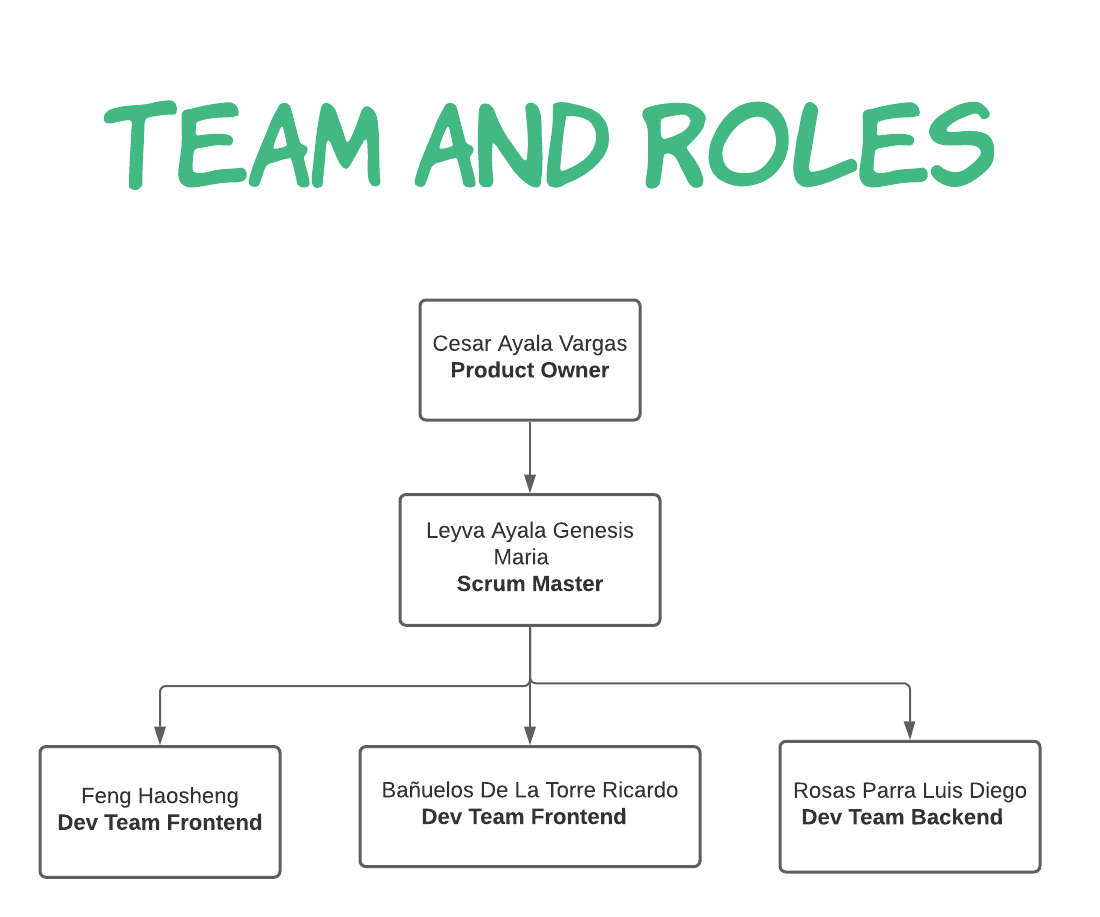 TEAM AND ROLES
Cesar Ayala Vargas
Product Owner
Leyva Ayala Genesis
Maria
Scrum Master
Feng Haosheng
Dev Team Frontend
Bañuelos De La Torre Ricardo
Dev Team Frontend
Rosas Parra Luis Diego
Dev Team Backend